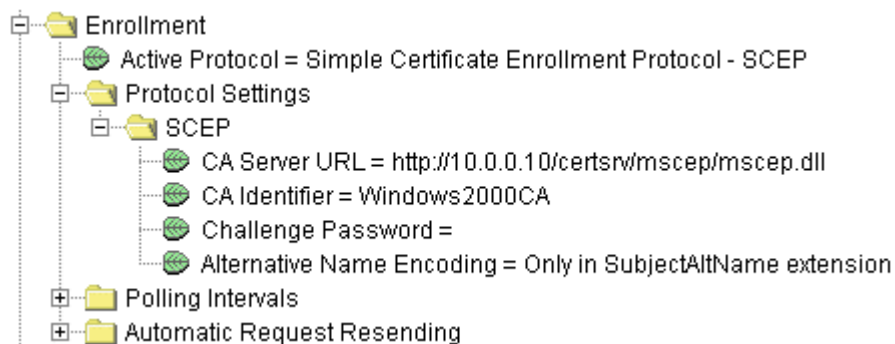 Enrollment
Active Protocol = Simple Certificate Enrollment Protocol - SCEP
Protocol Settings
SCEP
CA Server URL = http://10.0.0.10/certsrv/mscep/mscep.dll
CA Identifier = Windows2000CA
Challenge Password =
Alternative Name Encoding = Only in SubjectAltName extension
Polling Intervals
Automatic Request Resending